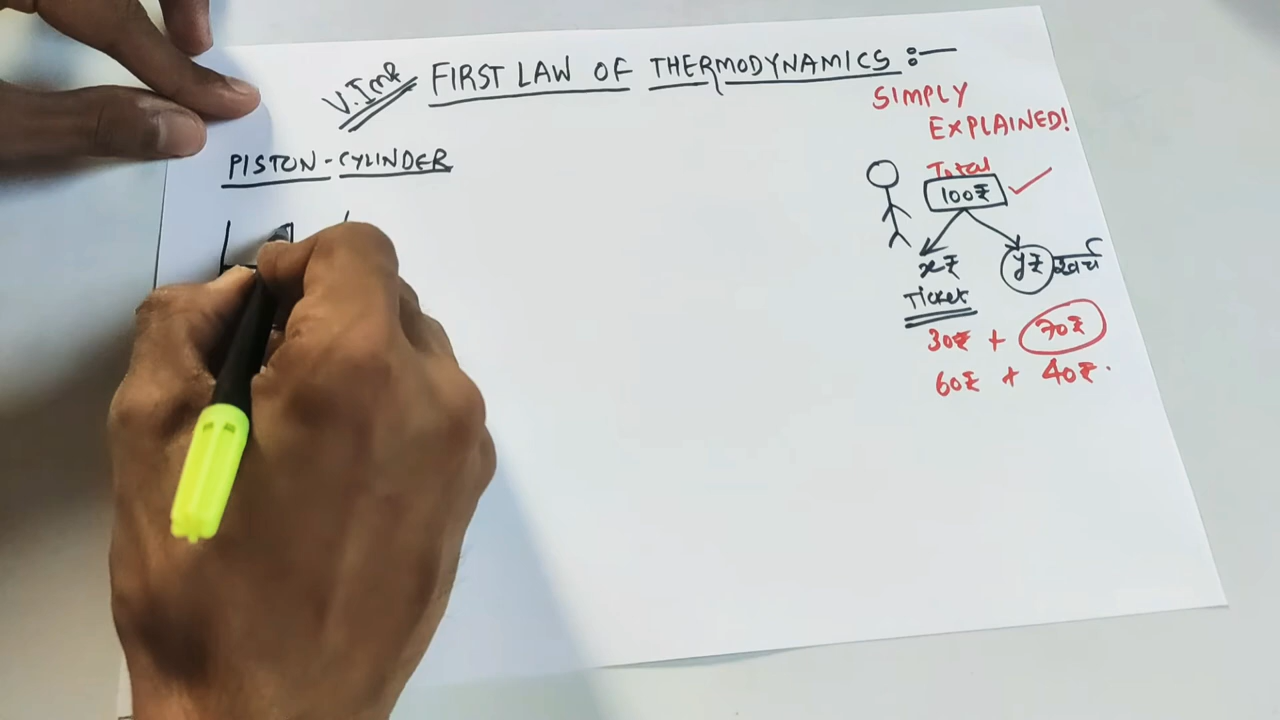 V.Imp FIRST LAW OF THERMODYNAMICS :-
SIMPLY
EXPLAINED!
PISTON-CYLINDER
Total
100₹
x₹ y₹
Ticket
30₹ + 70₹
60₹ + 40₹